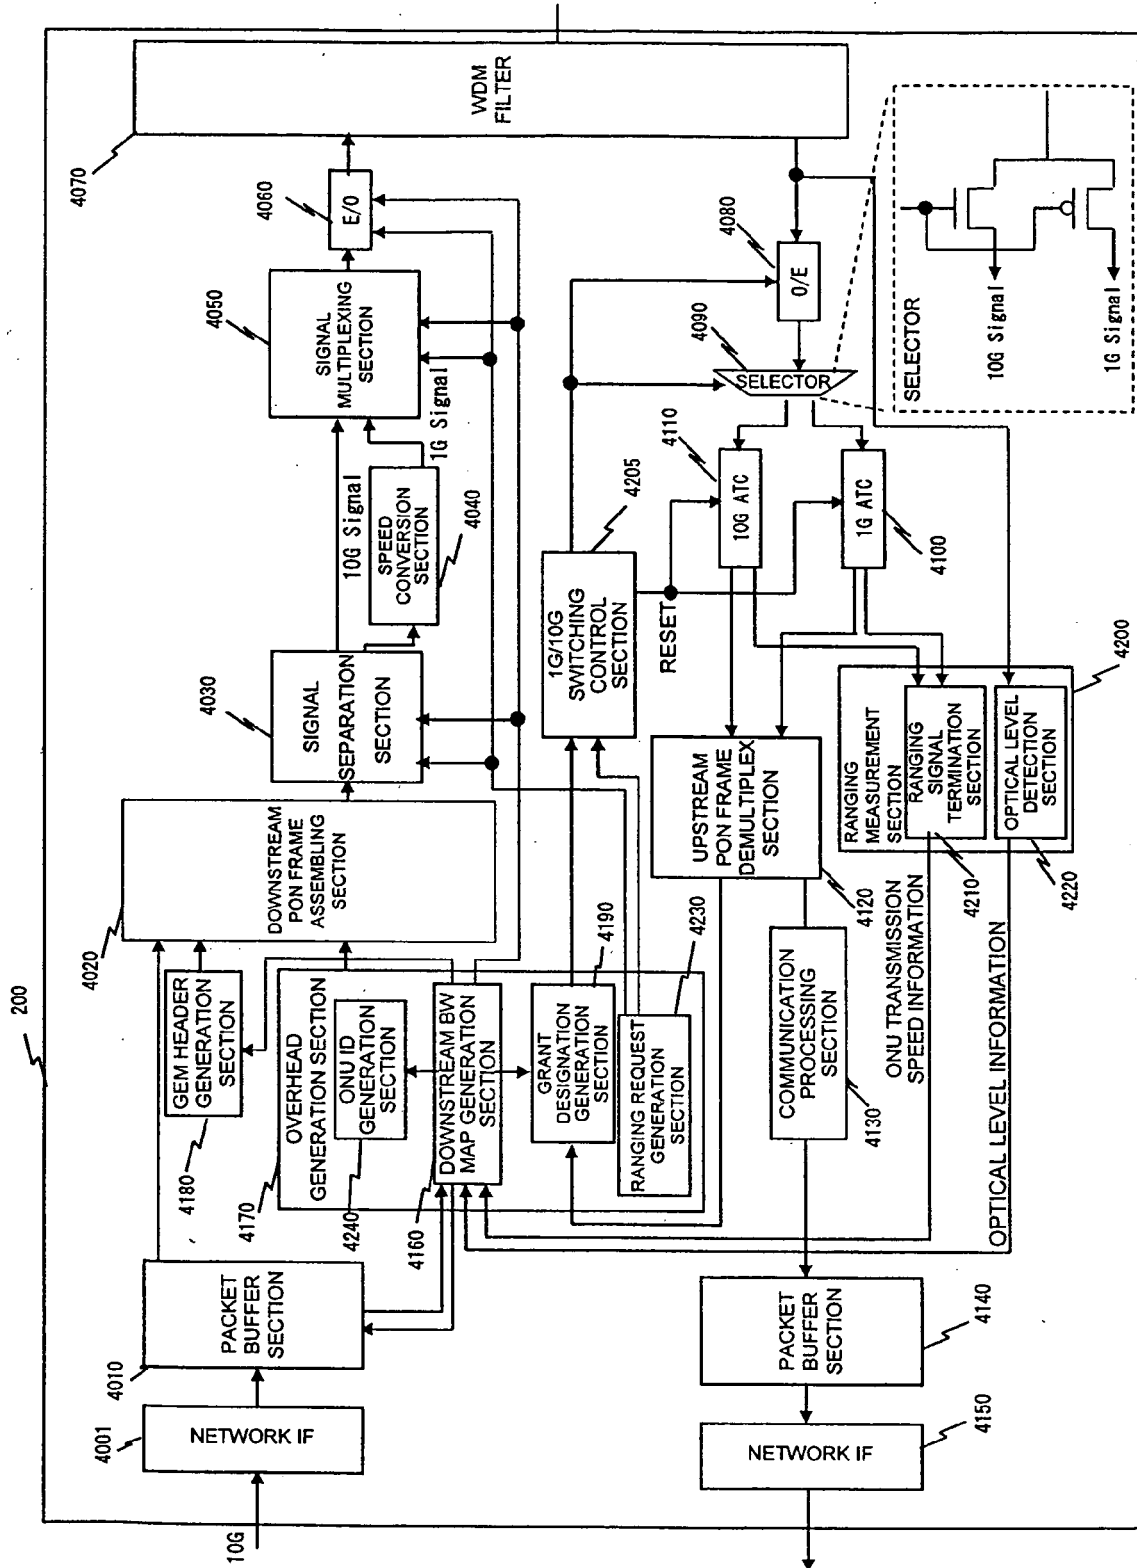 200
10G
4001
NETWORK IF
4010
PACKET
BUFFER
SECTION
4020
DOWNSTREAM
PON FRAME
ASSEMBLING
SECTION
4180
GEM HEADER
GENERATION
SECTION
4170
OVERHEAD
GENERATION SECTION
4240
ONU ID
GENERATION
SECTION
4160
DOWNSTREAM BW
MAP GENERATION
SECTION
GRANT
DESIGNATION
GENERATION
SECTION
4190
RANGING REQUEST
GENERATION
SECTION
4230
4030
SIGNAL
SEPARATION
SECTION
10G Signal
SPEED
CONVERSION
SECTION
4040
1G Signal
4050
SIGNAL
MULTIPLEXING
SECTION
4060
E/O
4070
WDM
FILTER
4080
O/E
4090
SELECTOR
4110
10G ATC
1G ATC
4100
4205
1G/10G
SWITCHING
CONTROL
SECTION
RESET
UPSTREAM
PON FRAME
DEMULTIPLEX
SECTION
4120
COMMUNICATION
PROCESSING
SECTION
4130
RANGING
MEASUREMENT
SECTION
4200
RANGING
SIGNAL
TERMINATION
SECTION
4210
OPTICAL LEVEL
DETECTION
SECTION
4220
ONU TRANSMISSION
SPEED INFORMATION
OPTICAL LEVEL INFORMATION
PACKET
BUFFER
SECTION
4140
NETWORK IF
4150
SELECTOR
10G Signal
1G Signal